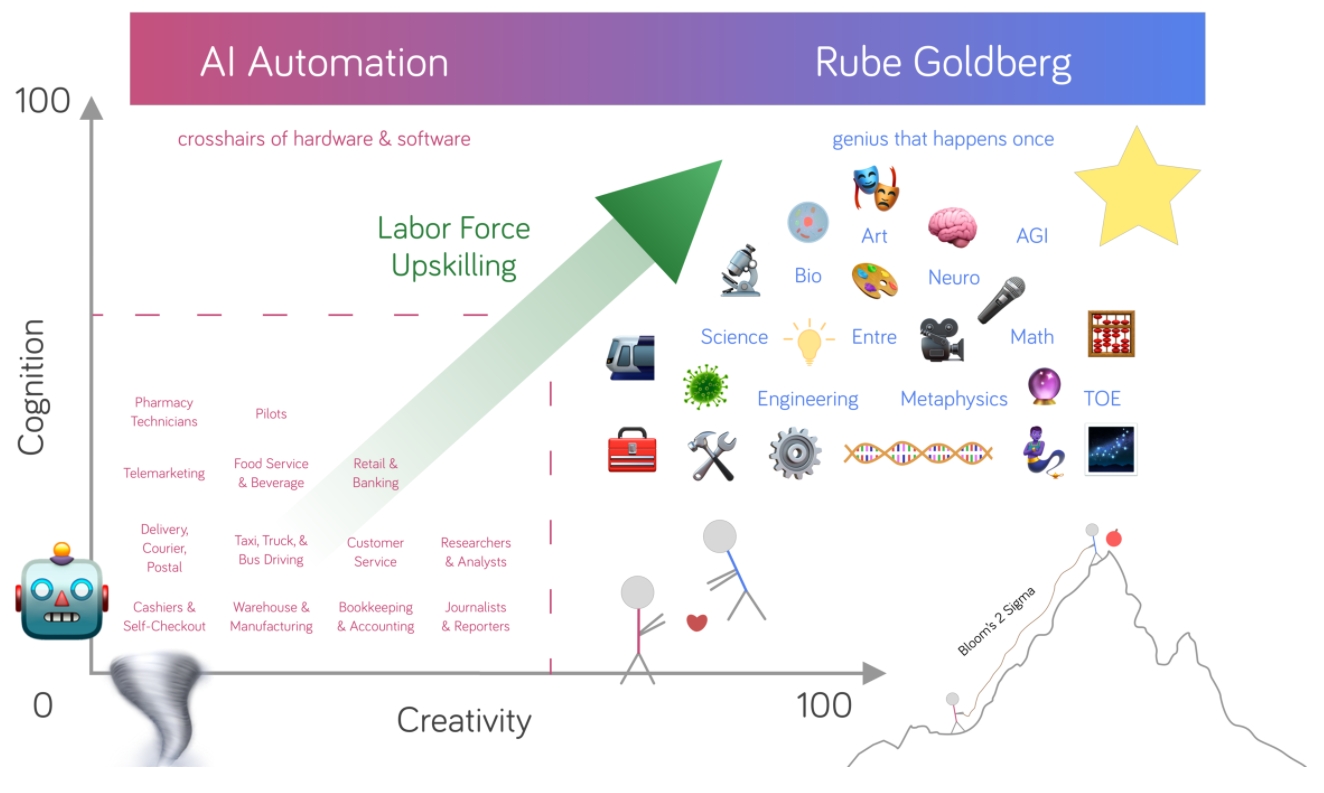 AI Automation
Rube Goldberg
100
crosshairs of hardware & software
genius that happens once
Labor Force
Upskilling
Art
AGI
Bio
Neuro
Science
Entre
Math
Engineering
Metaphysics
TOE
Cognition
Pharmacy
Technicians
Pilots
Telemarketing
Food Service
& Beverage
Retail &
Banking
Delivery,
Courier,
Postal
Taxi, Truck, &
Bus Driving
Customer
Service
Researchers
& Analysts
Cashiers &
Self-Checkout
Warehouse &
Manufacturing
Bookkeeping
& Accounting
Journalists
& Reporters
Bloom's 2 Sigma
0
Creativity
100